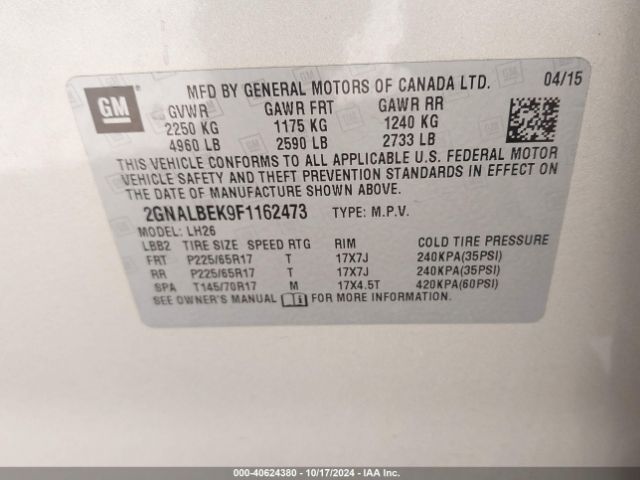 MFD BY GENERAL MOTORS OF CANADA LTD. 04/15
GM
GVWR GAWR FRT GAWR RR
2250 KG 1175 KG 1240 KG
4960 LB 2590 LB 2733 LB
THIS VEHICLE CONFORMS TO ALL APPLICABLE U.S. FEDERAL MOTOR
VEHICLE SAFETY AND THEFT PREVENTION STANDARDS IN EFFECT ON
THE DATE OF MANUFACTURE SHOWN ABOVE.
2GNALBEK9F1162473 TYPE: M.P.V.
MODEL: LH26
LBB2 TIRE SIZE SPEED RTG RIM COLD TIRE PRESSURE
FRT P225/65R17 T 17X7J 240KPA(35PSI)
RR P225/65R17 T 17X7J 240KPA(35PSI)
SPA T145/70R17 M 17X4.5T 420KPA(60PSI)
SEE OWNER'S MANUAL FOR MORE INFORMATION.
000-40624380 - 10/17/2024 - IAAI.com